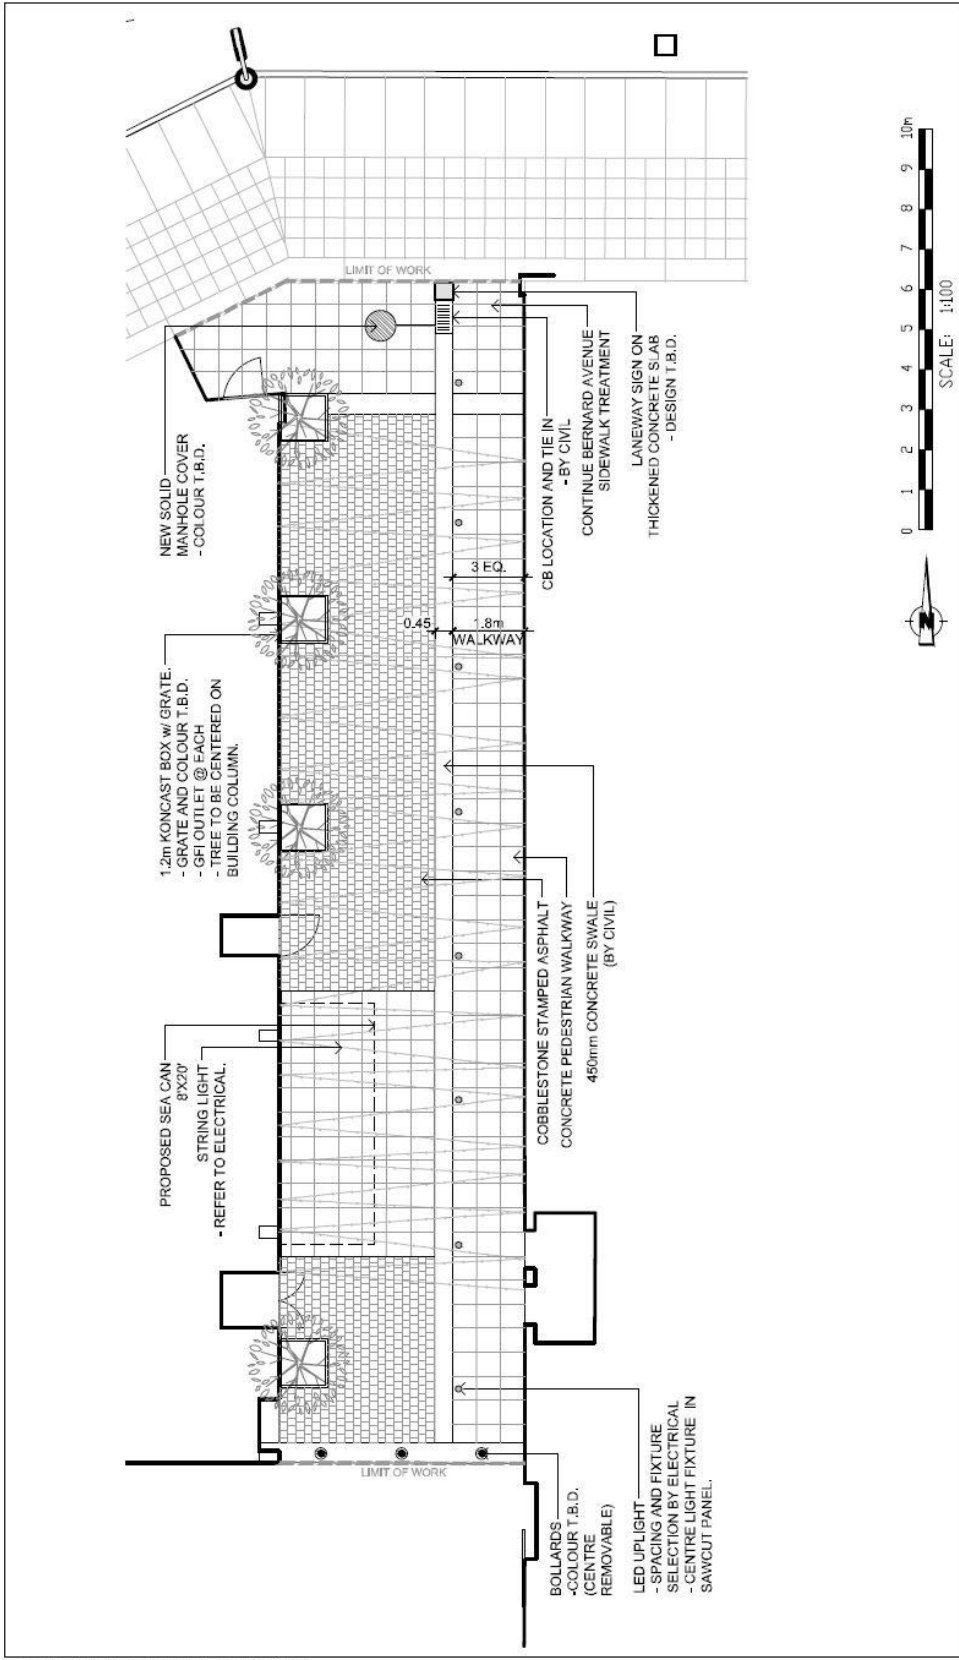 LIMIT OF WORK
NEW SOLID
MANHOLE COVER
- COLOUR T.B.D.
1.2m KONCAST BOX w/ GRATE.
- GRATE AND COLOUR T.B.D.
- GFI OUTLET @ EACH
- TREE TO BE CENTERED ON
BUILDING COLUMN.
PROPOSED SEA CAN
8'X20'
STRING LIGHT
- REFER TO ELECTRICAL.
3 EQ.
0.45
1.8m
WALKWAY
CB LOCATION AND TIE IN
- BY CIVIL
CONTINUE BERNARD AVENUE
SIDEWALK TREATMENT
LANEWAY SIGN ON
THICKENED CONCRETE SLAB
- DESIGN T.B.D.
COBBLESTONE STAMPED ASPHALT
CONCRETE PEDESTRIAN WALKWAY
450mm CONCRETE SWALE
(BY CIVIL)
LIMIT OF WORK
BOLLARDS
-COLOUR T.B.D.
(CENTRE
REMOVABLE)
LED UPLIGHT
- SPACING AND FIXTURE
SELECTION BY ELECTRICAL
- CENTRE LIGHT FIXTURE IN
SAWCUT PANEL.
N
0 1 2 3 4 5 6 7 8 9 10m
SCALE: 1:100